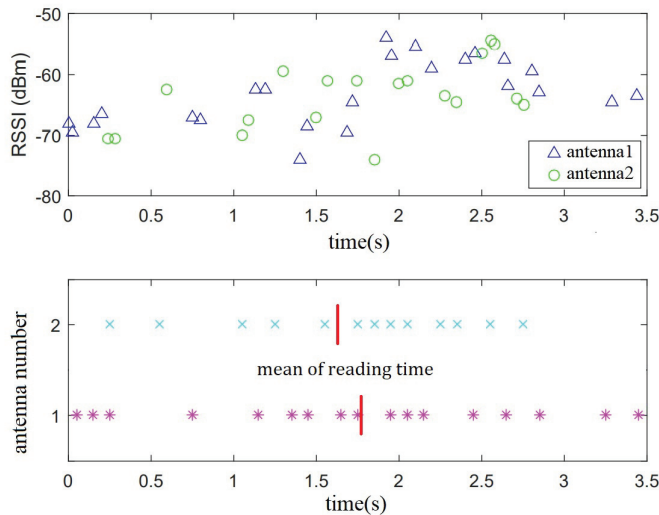 -50
-60
-70
-80
RSSI (dBm)
antenna1
antenna2
0 0.5 1 1.5 2 2.5 3 3.5
time(s)
2
1
antenna number
mean of reading time
0 0.5 1 1.5 2 2.5 3 3.5
time(s)